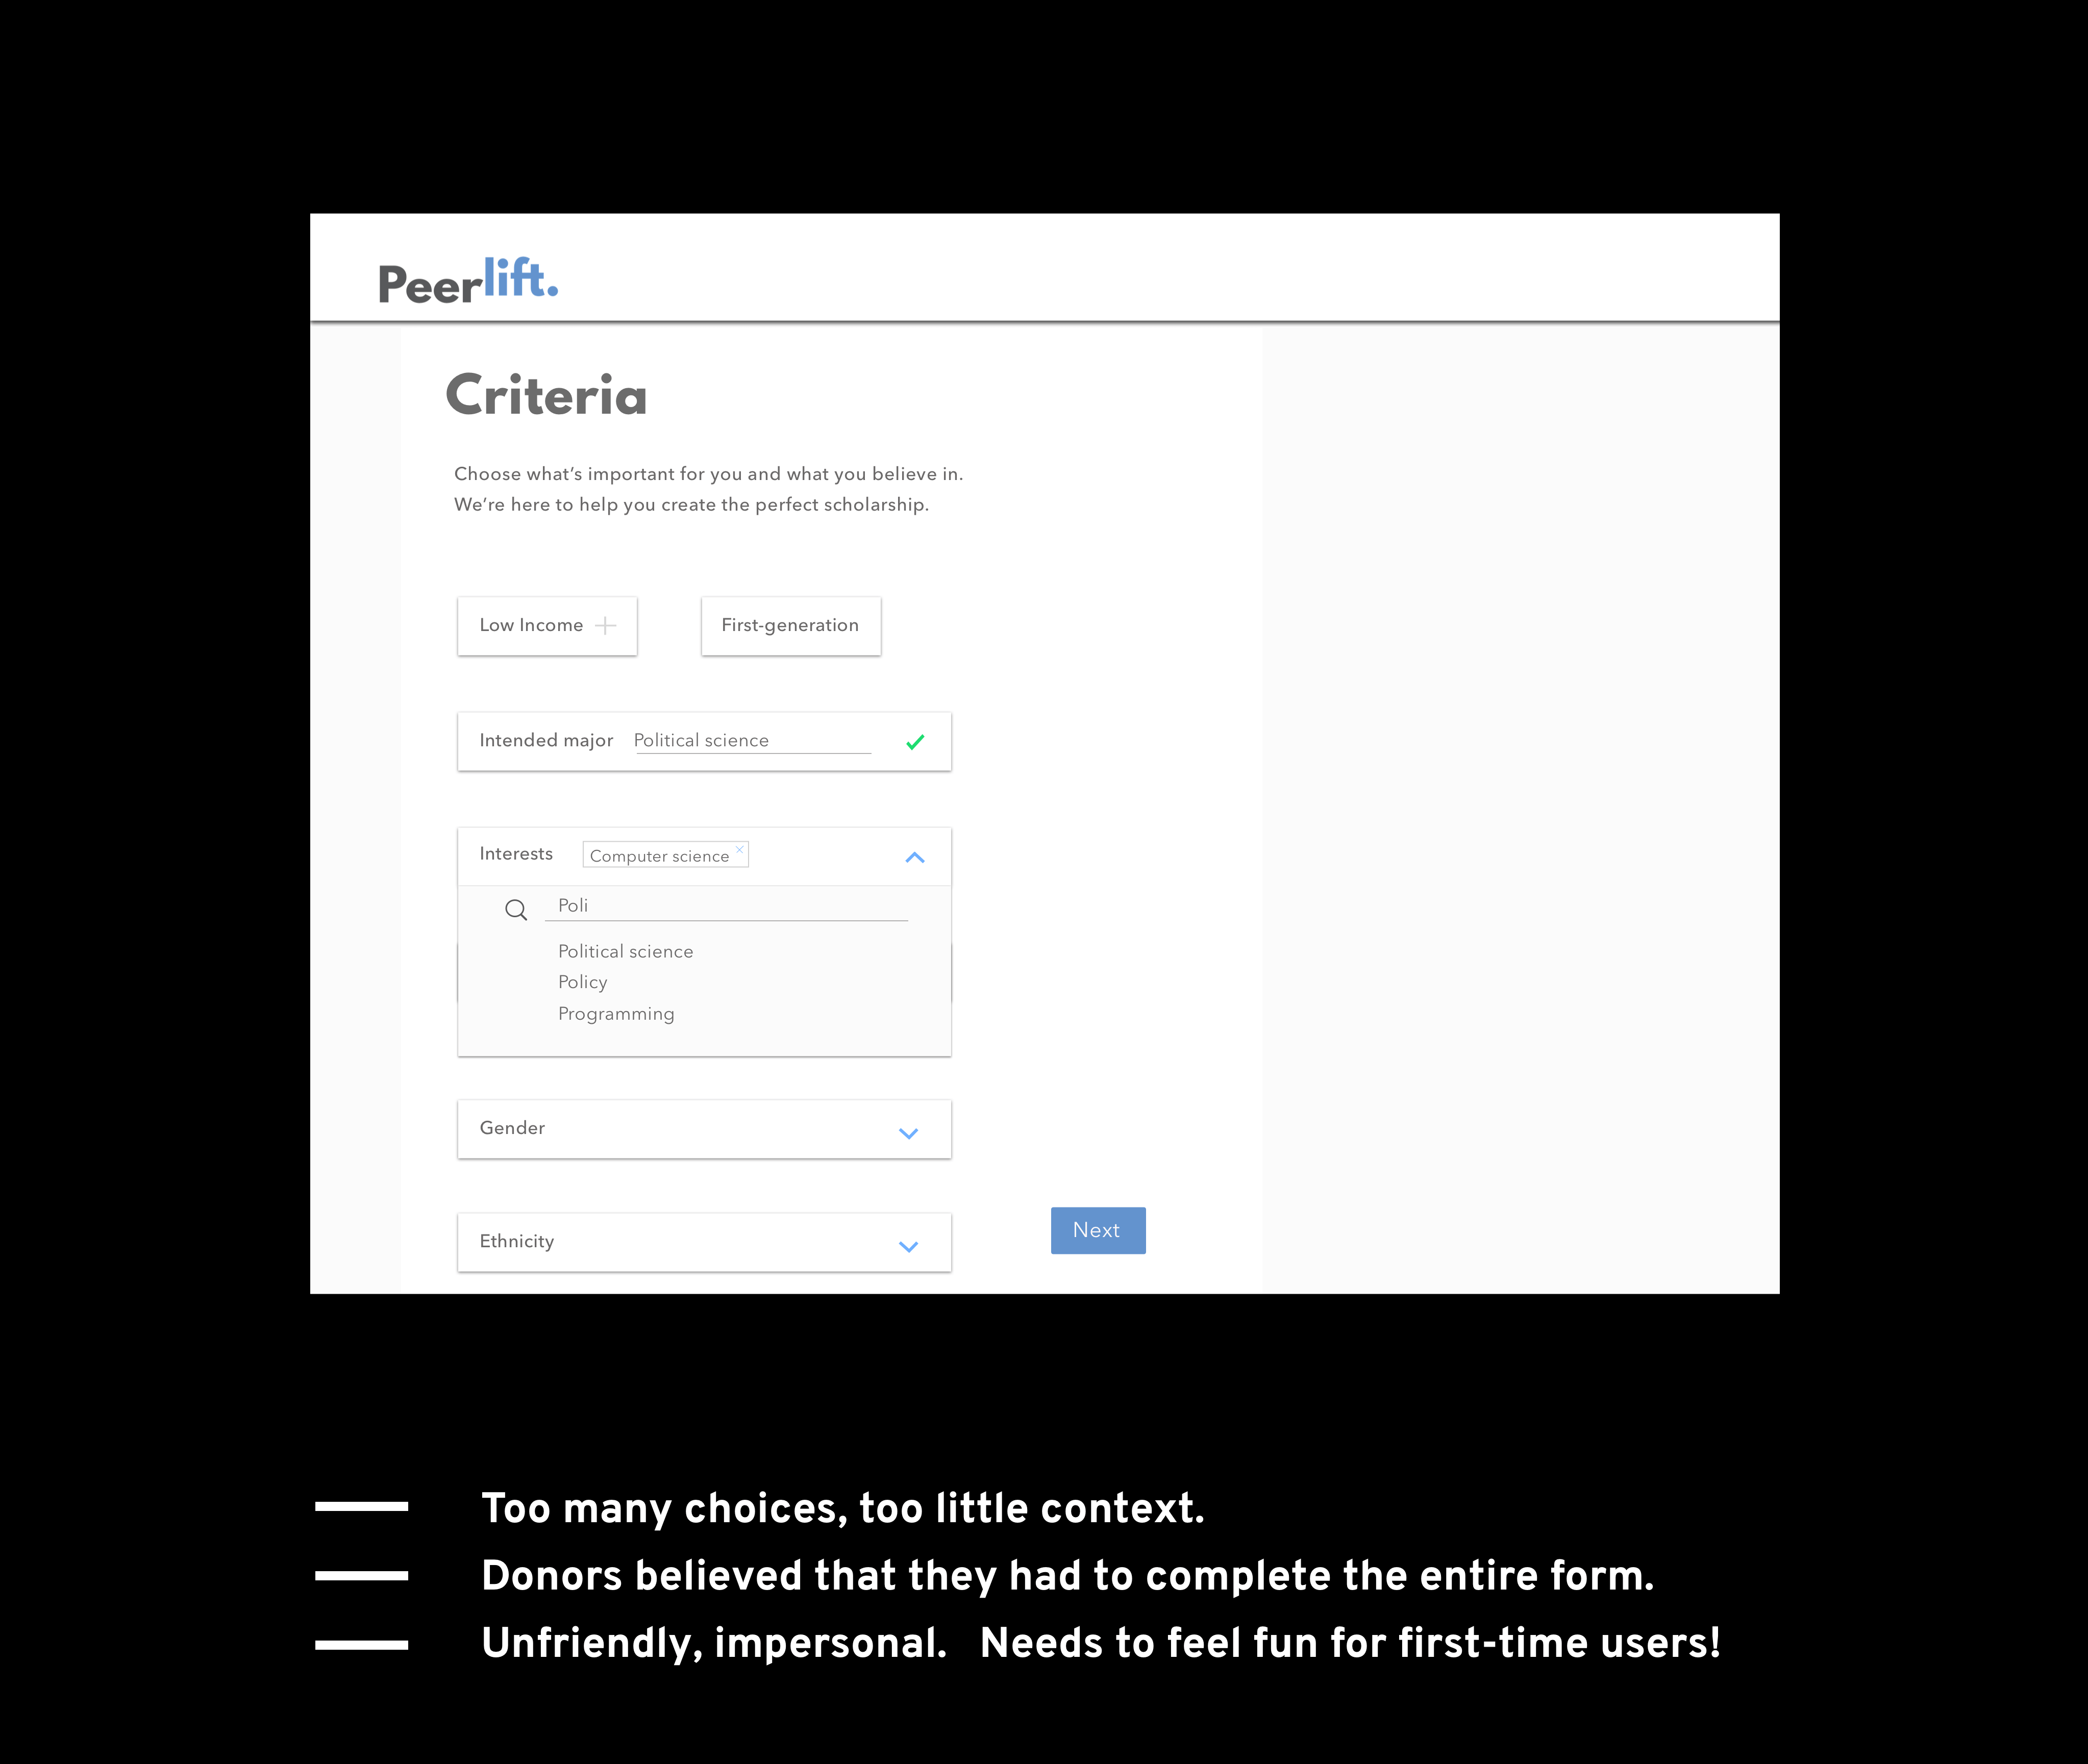 Peerlift.
Criteria
Choose what's important for you and what you believe in.
We're here to help you create the perfect scholarship.
Low Income
First-generation
Intended major Political science
Interests Computer science
Poli
Political science
Policy
Programming
Gender
Ethnicity
Next
Too many choices, too little context.
Donors believed that they had to complete the entire form.
Unfriendly, impersonal. Needs to feel fun for first-time users!